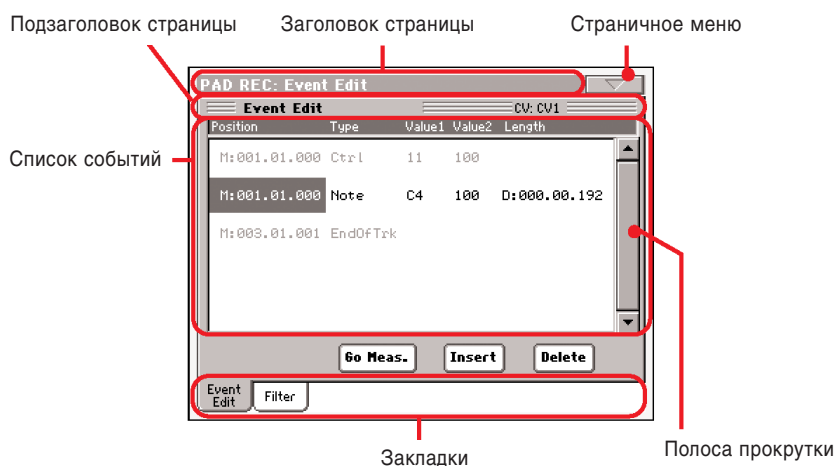 Подзаголовок страницы
Заголовок страницы
Страничное меню
PAD REC: Event Edit
Event Edit
CV: CV1
Position Type Value1 Value2 Length
Список событий
M:001.01.000 Ctrl 11 100
M:001.01.000 Note C4 100 D:000.00.192
M:003.01.001 EndOfTrk
Go Meas.
Insert
Delete
Event
Edit
Filter
Закладки
Полоса прокрутки